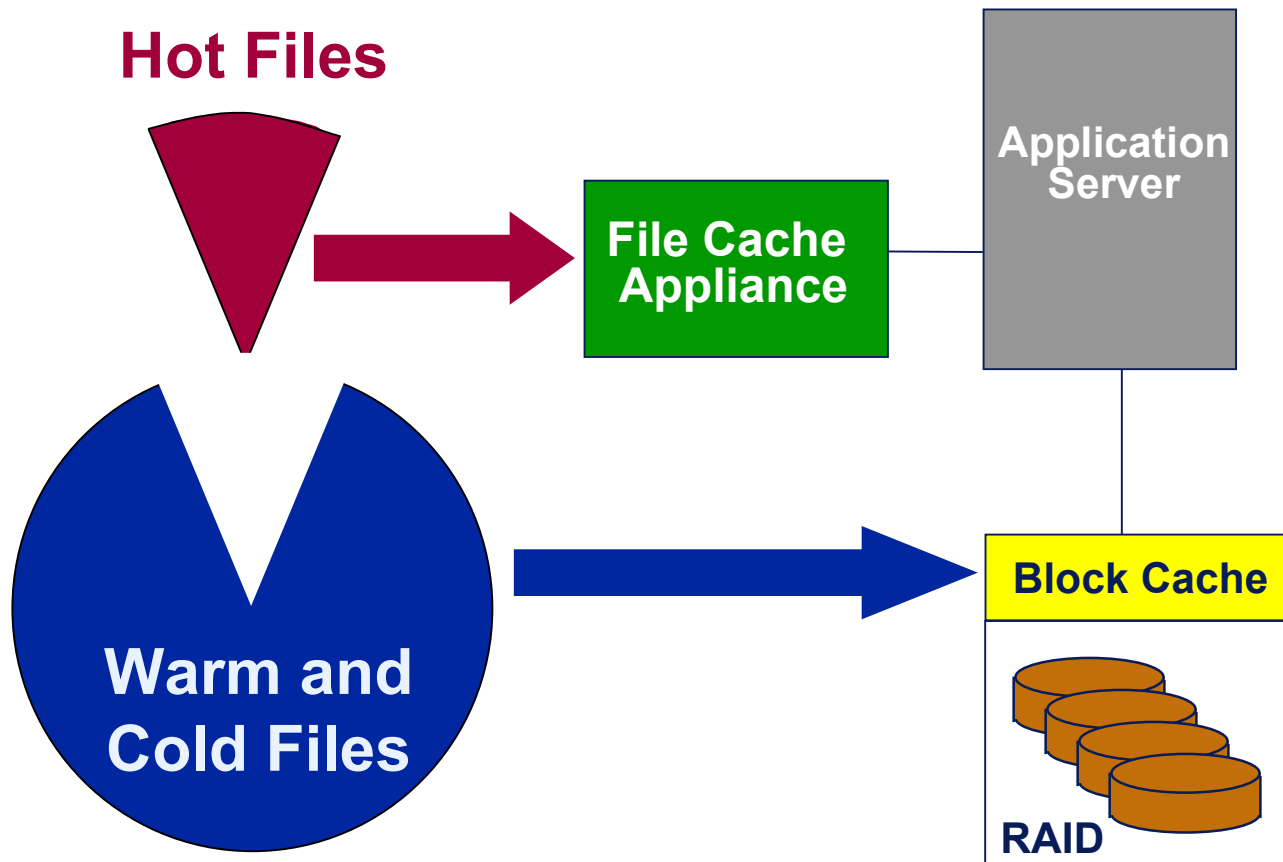 Hot Files
Application
Server
File Cache
Appliance
Block Cache
Warm and
Cold Files
RAID